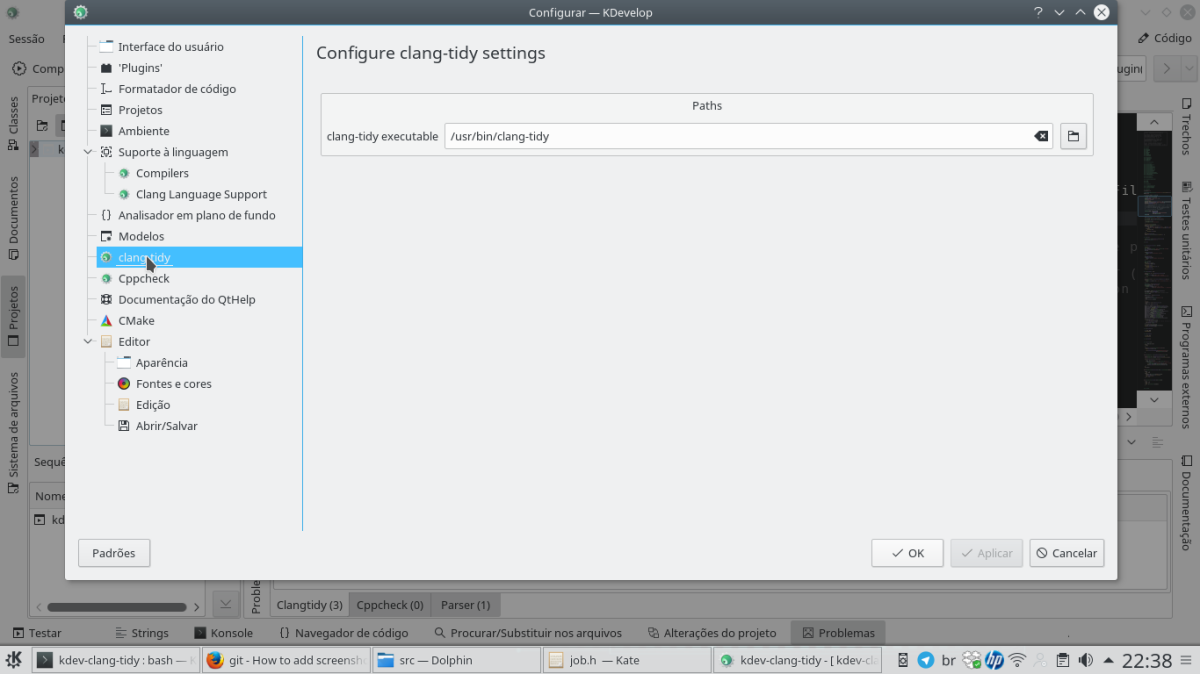 Configurar — KDevelop
Sessão
Código
Comp
Projeto
Classes
Documentos
Projetos
Sistema de arquivos
Interface do usuário
'Plugins'
Formatador de código
Projetos
Ambiente
Suporte à linguagem
Compilers
Clang Language Support
Analisador em plano de fundo
Modelos
clang-tidy
Cppcheck
Documentação do QtHelp
CMake
Editor
Aparência
Fontes e cores
Edição
Abrir/Salvar
Configure clang-tidy settings
Paths
clang-tidy executable /usr/bin/clang-tidy
Padrões
OK Aplicar Cancelar
Trechos
Testes unitários
Programas externos
Documentação
Sequê
Nome
kd
Proble
Clangtidy (3) Cppcheck (0) Parser (1)
Testar Strings Konsole Navegador de código Procurar/Substituir nos arquivos Alterações do projeto Problemas
kdev-clang-tidy : bash — git - How to add screensh src — Dolphin job.h — Kate kdev-clang-tidy - [ kdev-cla br hp 22:38